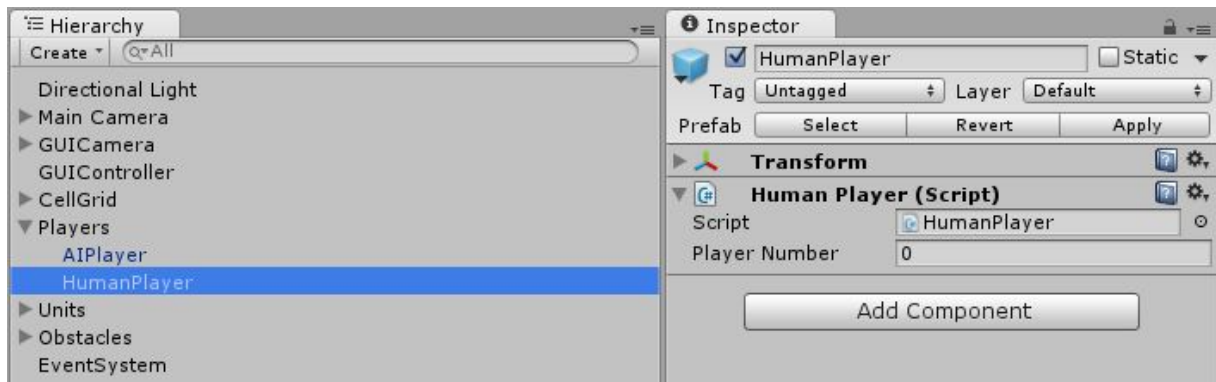 Hierarchy
Create All
Directional Light
Main Camera
GUICamera
GUIController
CellGrid
Players
AIPlayer
HumanPlayer
Units
Obstacles
EventSystem
Inspector
HumanPlayer Static
Tag Untagged Layer Default
Prefab Select Revert Apply
Transform
C# Human Player (Script)
Script HumanPlayer
Player Number 0
Add Component